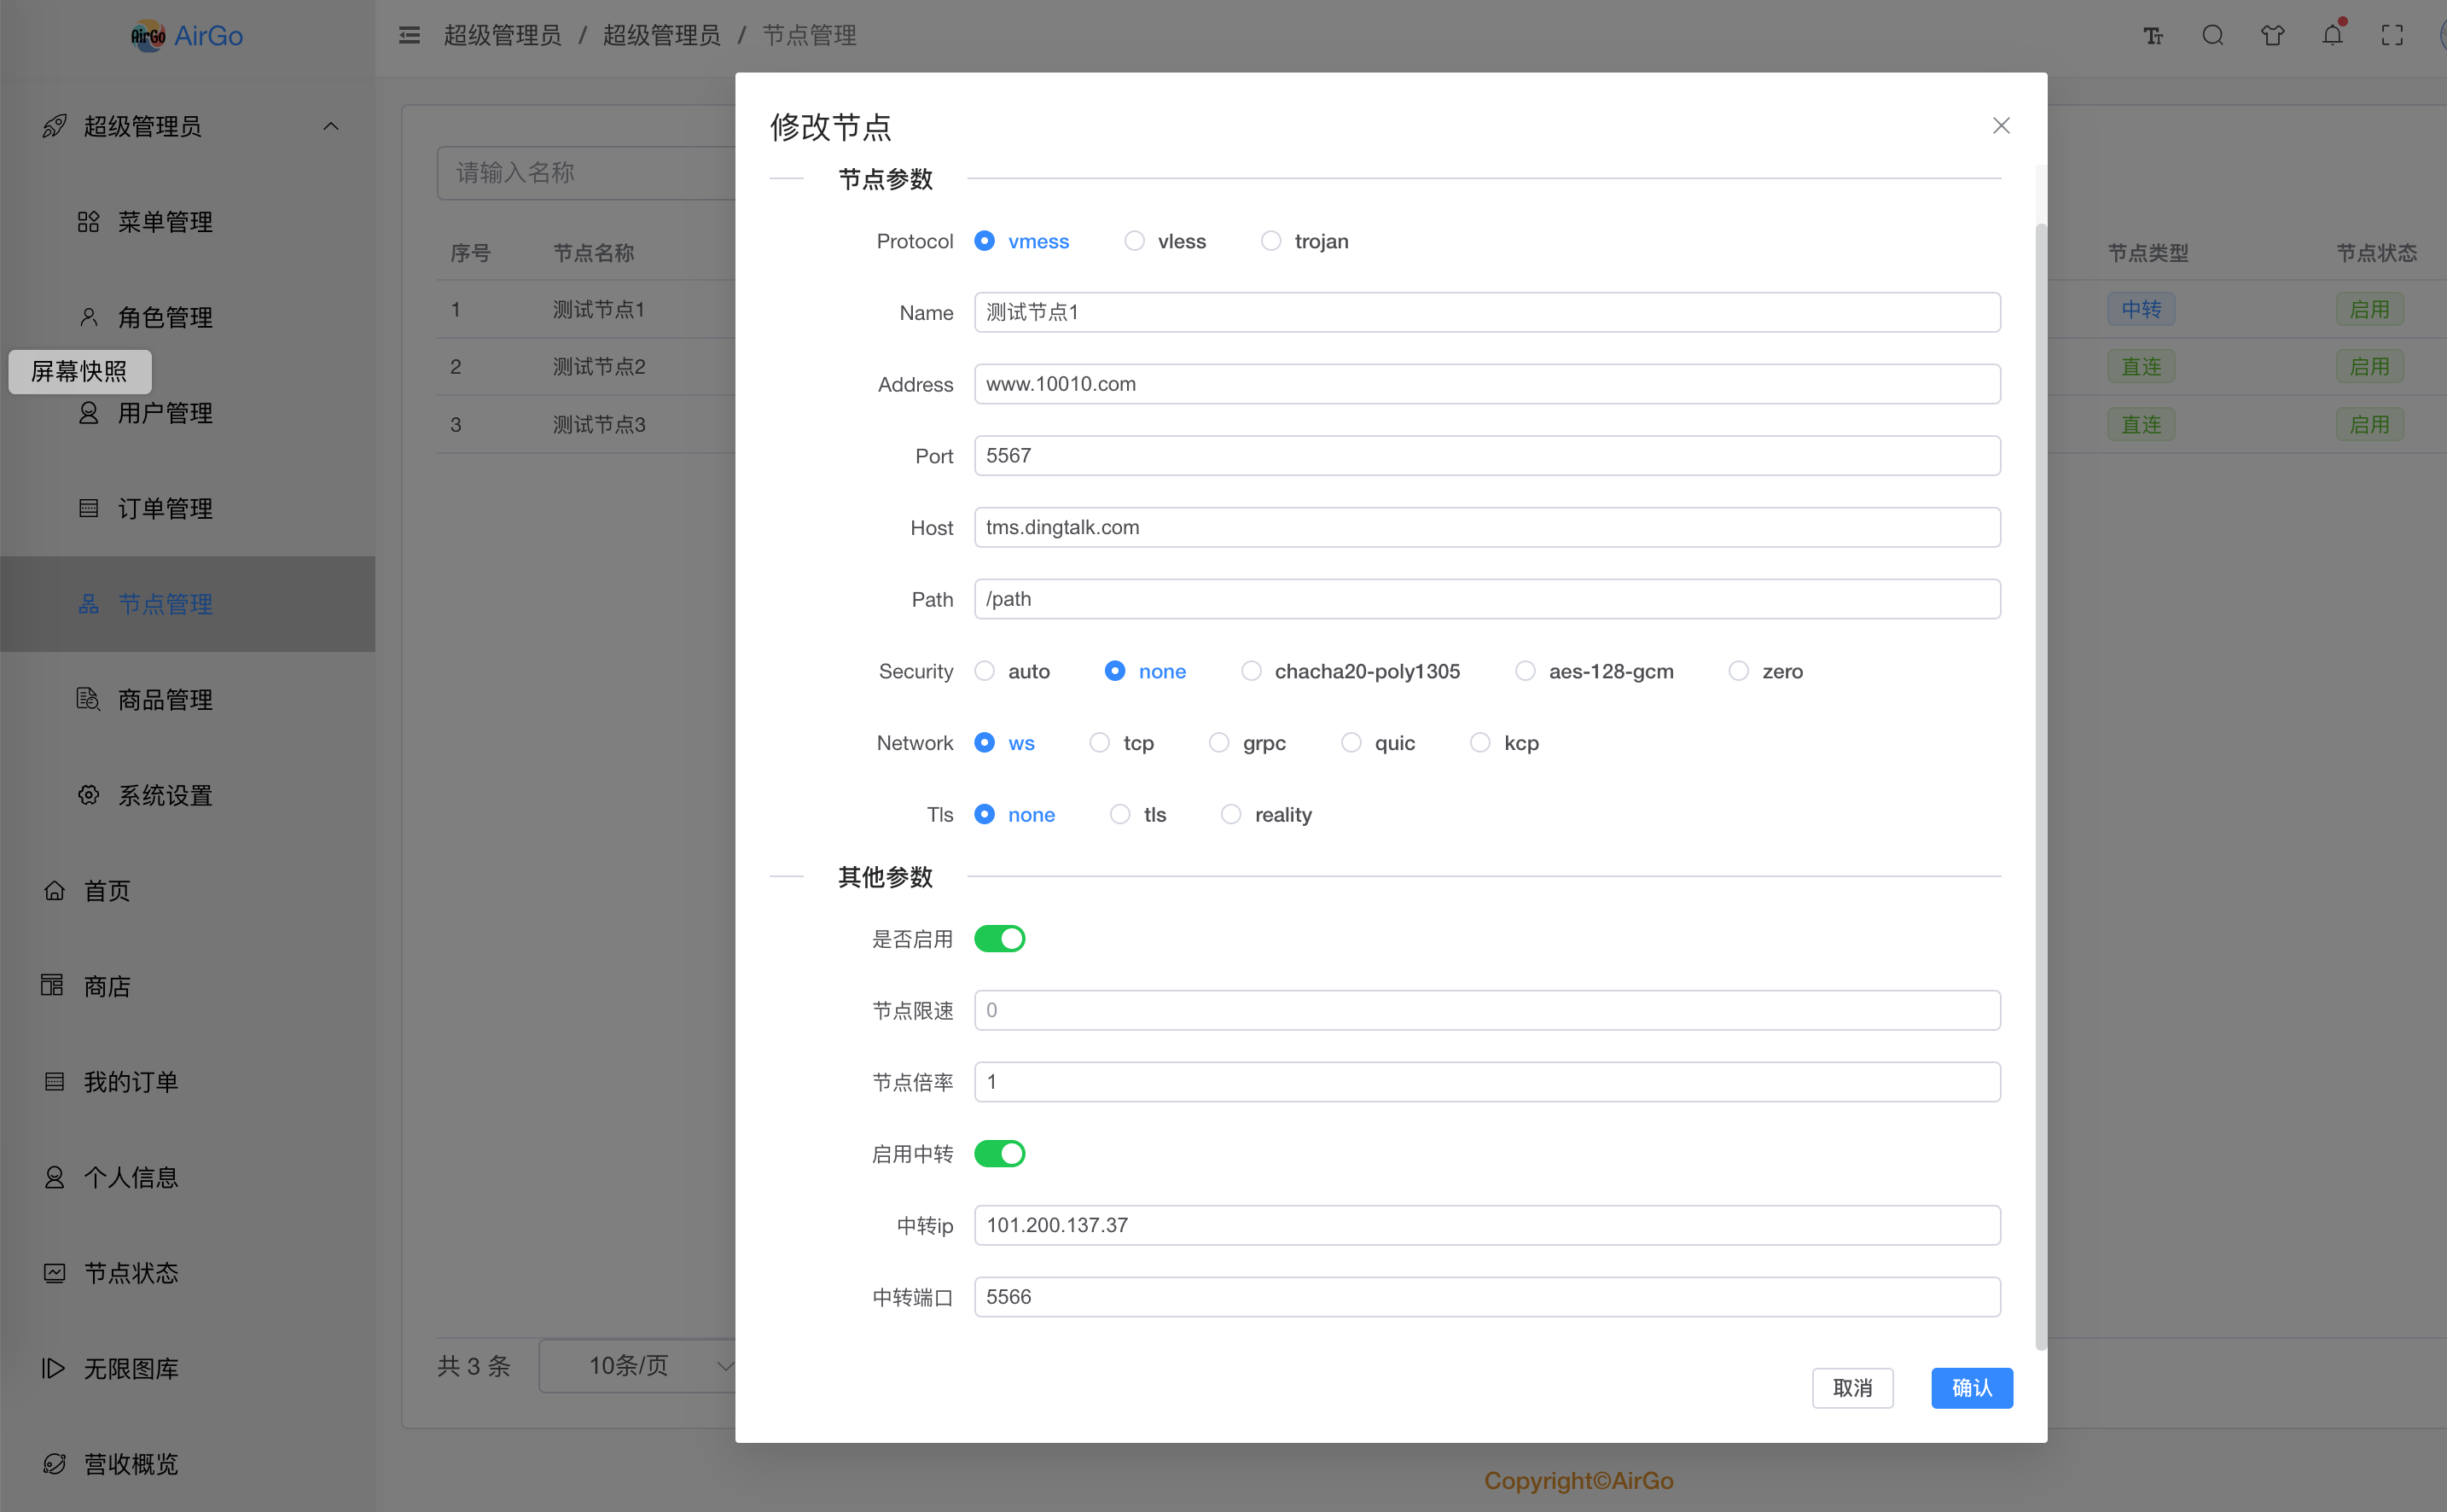 AirGo AirGo
超级管理员 / 超级管理员 / 节点管理
超级管理员
菜单管理
角色管理
屏幕快照
用户管理
订单管理
节点管理
商品管理
系统设置
首页
商店
我的订单
个人信息
节点状态
无限图库
营收概览
请输入名称
序号 节点名称 节点类型 节点状态
1 测试节点1 中转 启用
2 测试节点2 直连 启用
3 测试节点3 直连 启用
共 3 条 10条/页
修改节点
节点参数
Protocol vmess vless trojan
Name 测试节点1
Address www.10010.com
Port 5567
Host tms.dingtalk.com
Path /path
Security auto none chacha20-poly1305 aes-128-gcm zero
Network ws tcp grpc quic kcp
Tls none tls reality
其他参数
是否启用
节点限速 0
节点倍率 1
启用中转
中转ip 101.200.137.37
中转端口 5566
取消 确认
Copyright©AirGo